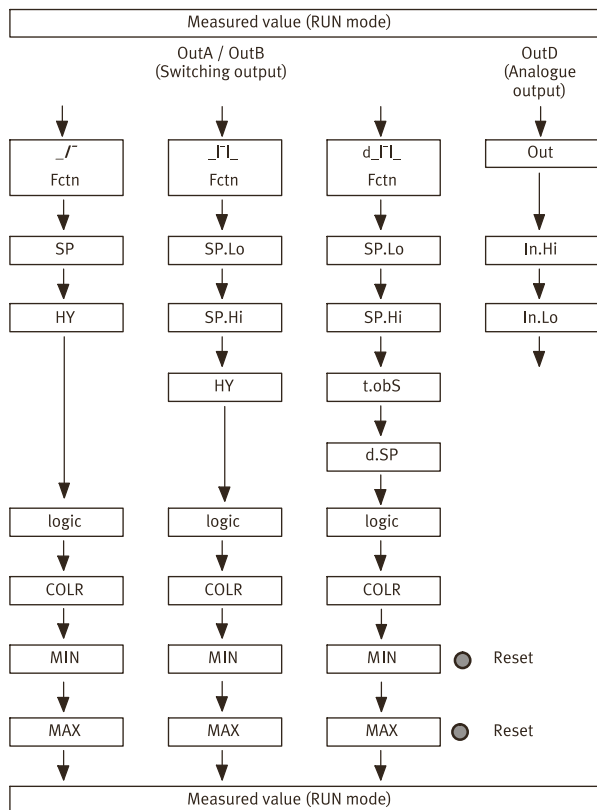 Measured value (RUN mode)
OutA / OutB
(Switching output)
OutD
(Analogue
output)
_/¯ _|¯|_ d_|¯|_ Out
Fctn Fctn Fctn
SP SP.Lo SP.Lo In.Hi
HY SP.Hi SP.Hi In.Lo
HY t.obS
d.SP
logic logic logic
COLR COLR COLR
MIN MIN MIN Reset
MAX MAX MAX Reset
Measured value (RUN mode)